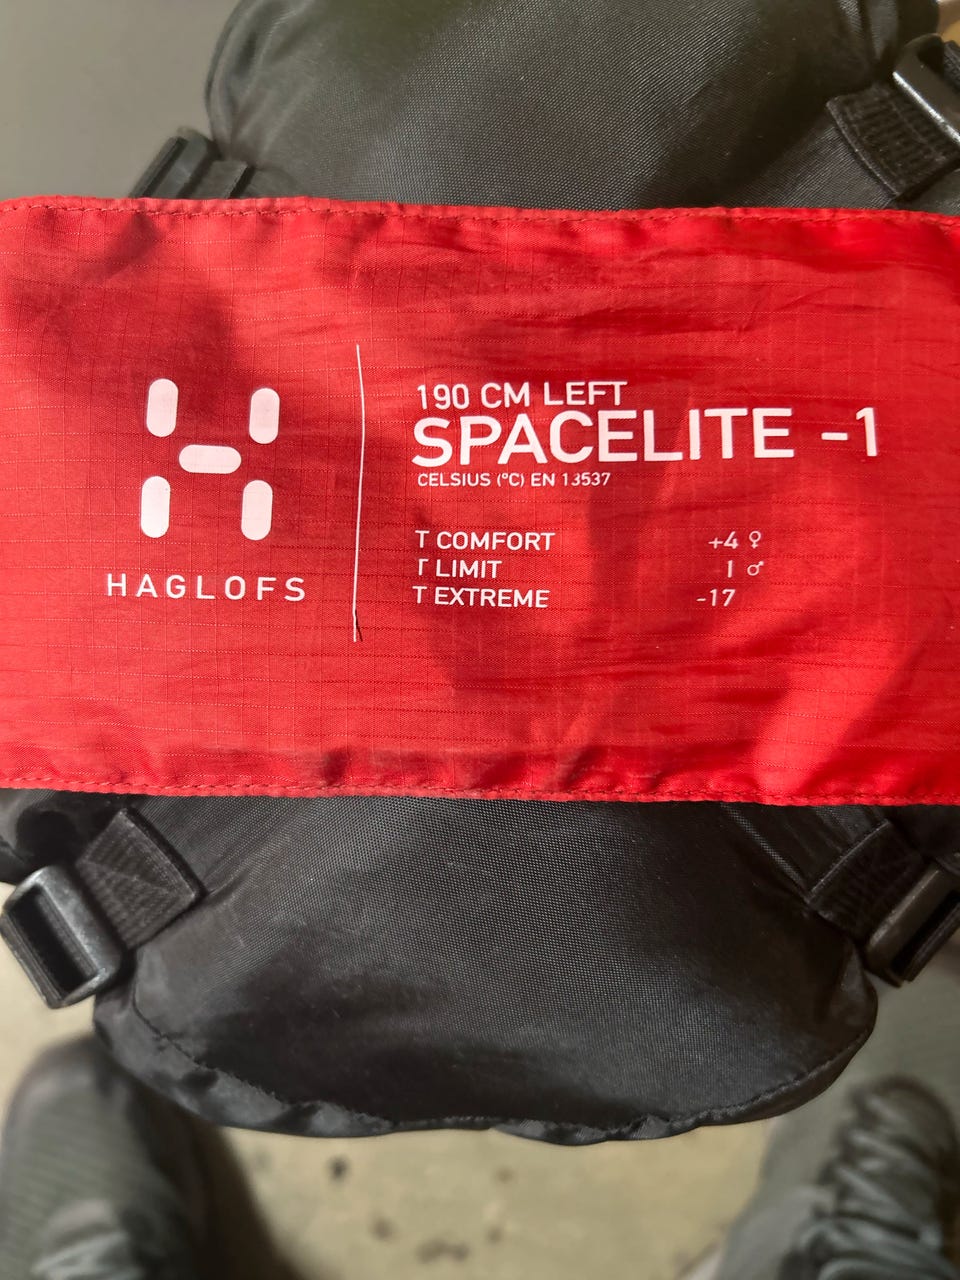 190 CM LEFT
SPACELITE -1
CELSIUS (°C) EN 13537
T COMFORT +4 ♀
T LIMIT 1 ♂
T EXTREME -17
HAGLOFS